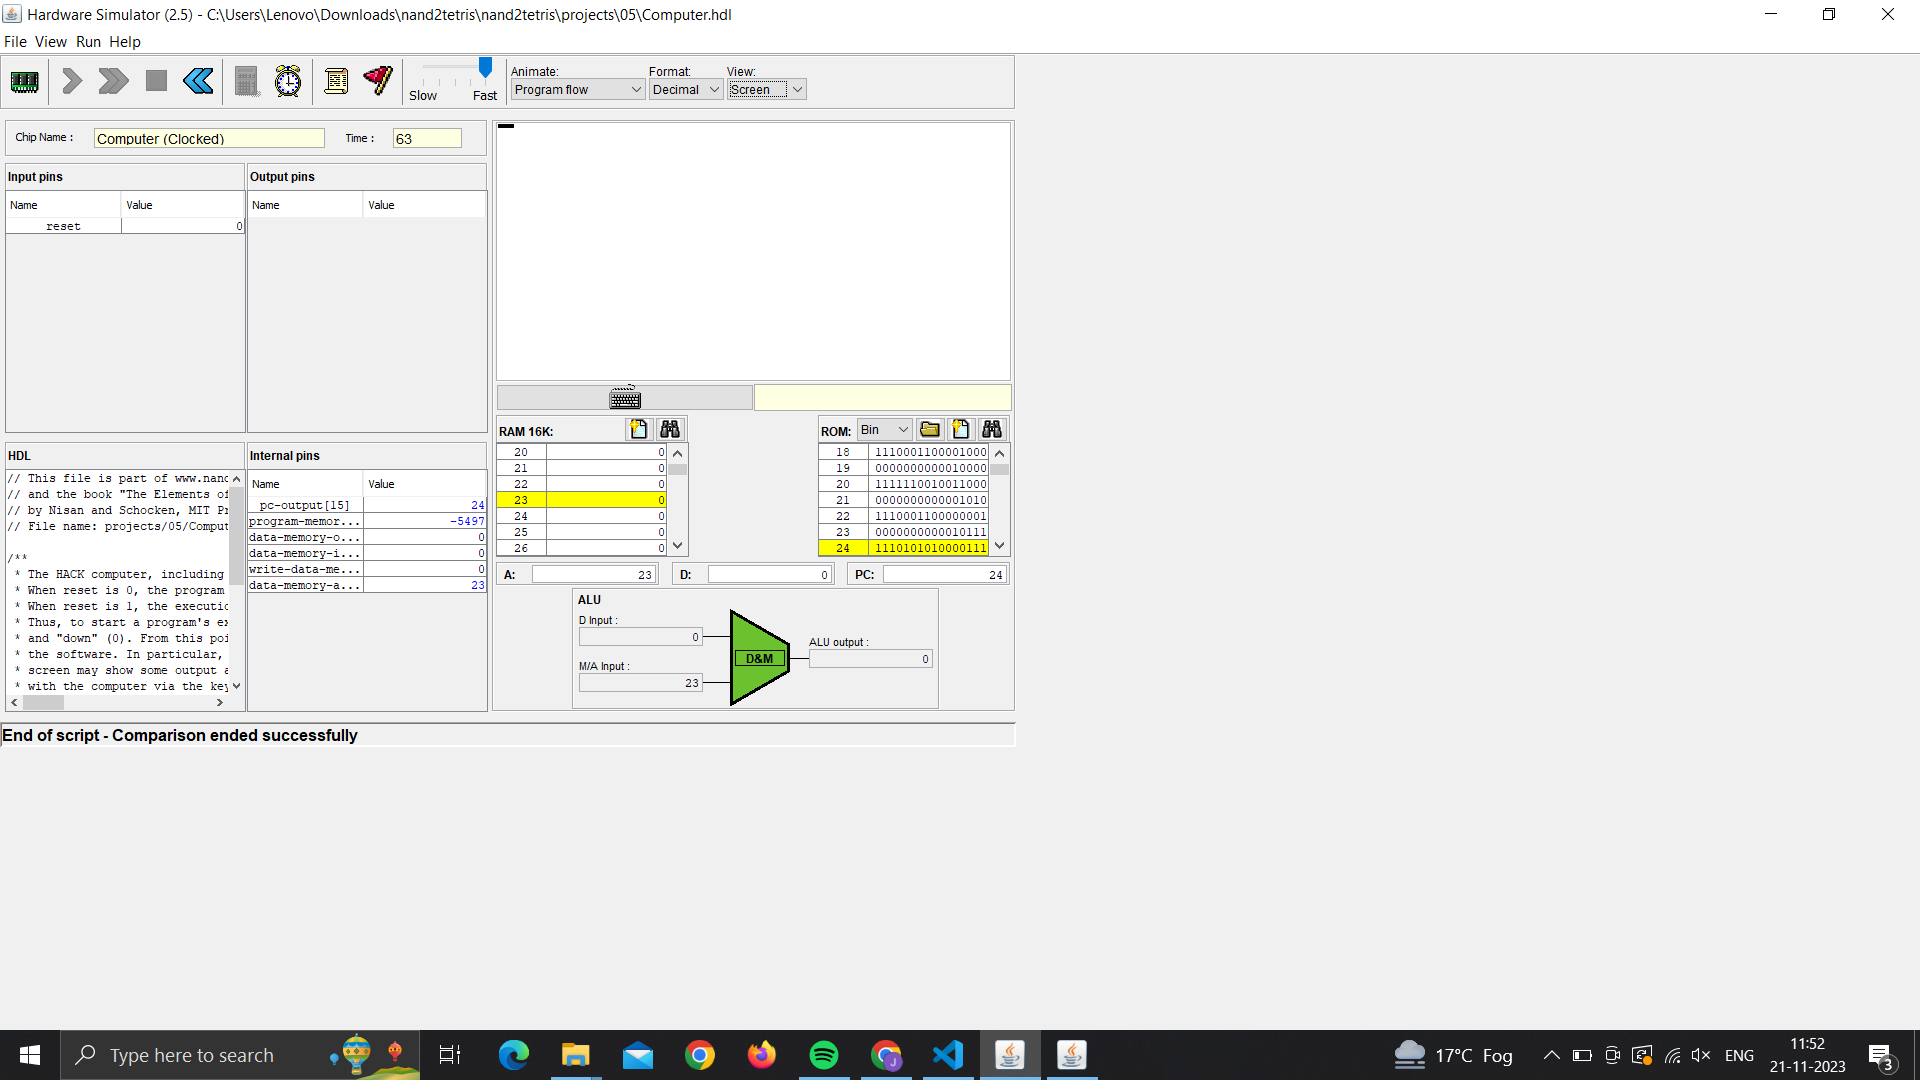 Hardware Simulator (2.5) - C:\Users\Lenovo\Downloads\nand2tetris\nand2tetris\projects\05\Computer.hdl
File View Run Help
Slow Fast
Animate: Format: View:
Program flow Decimal Screen
Chip Name : Computer (Clocked) Time : 63
Input pins
Name Value
reset 0
Output pins
Name Value
HDL
// This file is part of www.nand
// and the book "The Elements of
// by Nisan and Schocken, MIT Pr
// File name: projects/05/Comput
/**
* The HACK computer, including
* When reset is 0, the program
* When reset is 1, the executio
* Thus, to start a program's ex
* and "down" (0). From this poi
* the software. In particular,
* screen may show some output a
* with the computer via the key
Internal pins
Name Value
pc-output[15] 24
program-memor... -5497
data-memory-o... 0
data-memory-i... 0
write-data-me... 0
data-memory-a... 23
RAM 16K:
20 0
21 0
22 0
23 0
24 0
25 0
26 0
ROM: Bin
18 1110001100001000
19 0000000000010000
20 1111110010011000
21 0000000000001010
22 1110001100000001
23 0000000000010111
24 1110101010000111
A: 23 D: 0 PC: 24
ALU
D Input :
0
M/A Input :
23
D&M
ALU output :
0
End of script - Comparison ended successfully
Type here to search
17°C Fog
ENG
11:52
21-11-2023
3